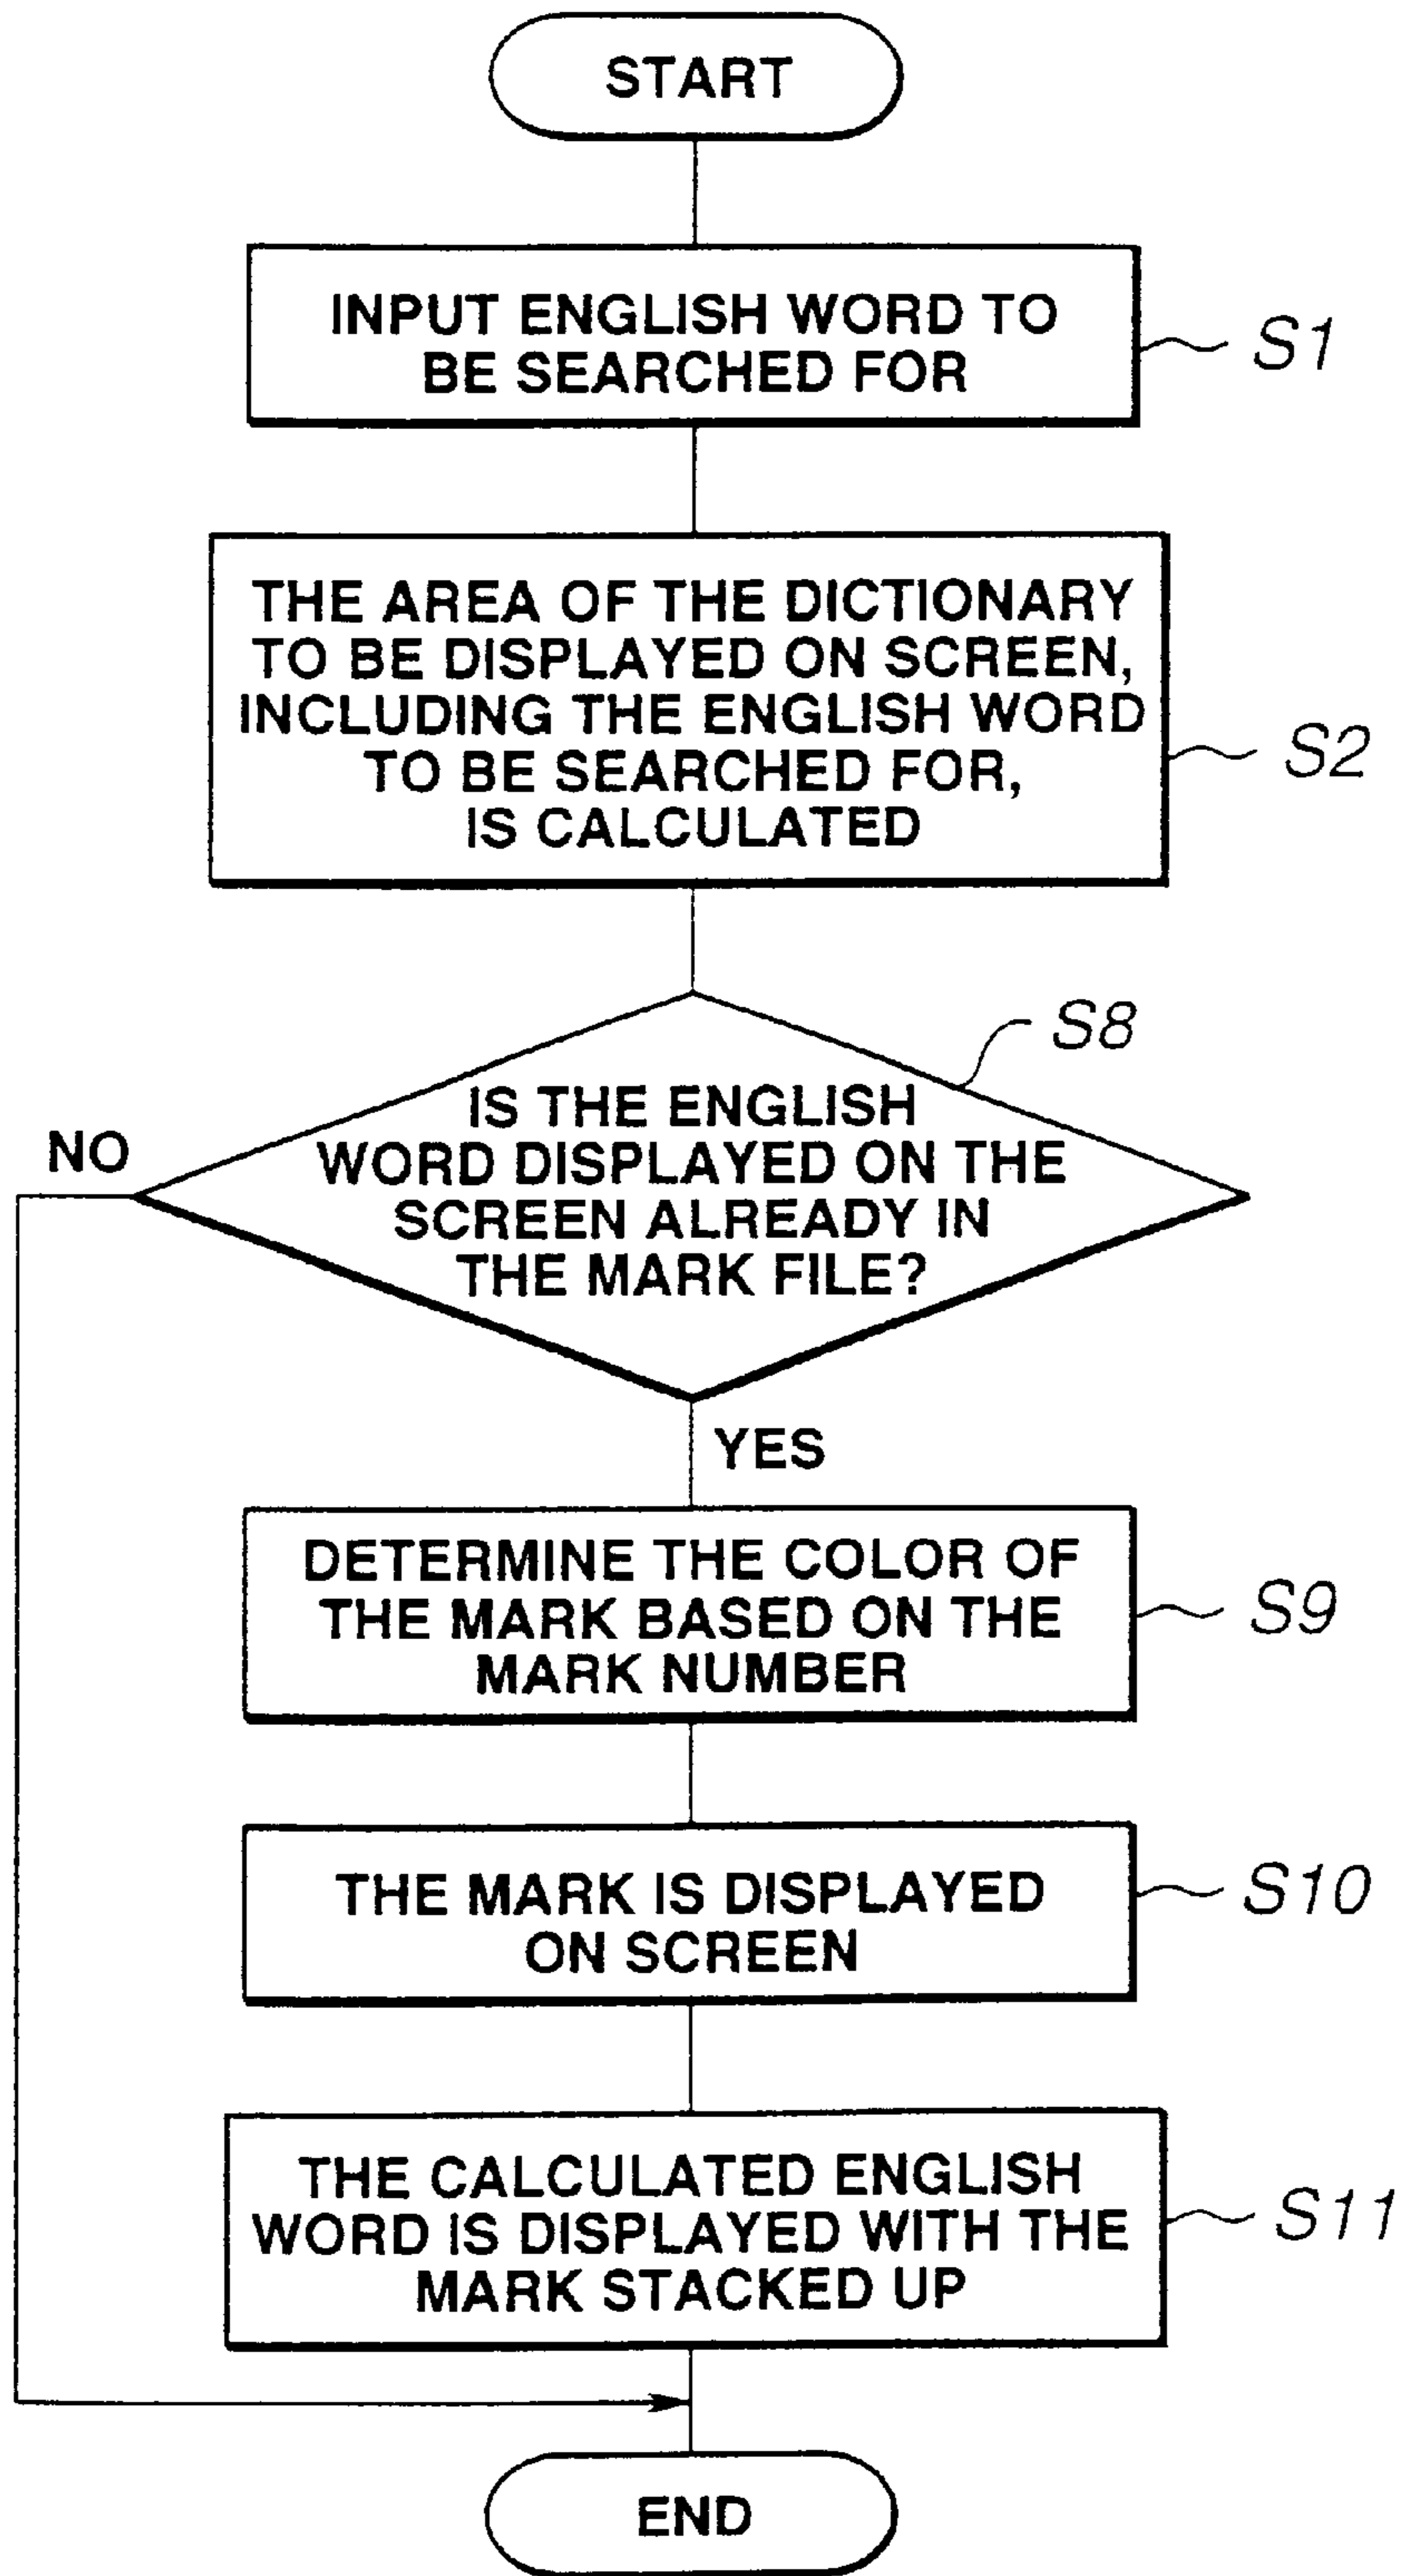 START
INPUT ENGLISH WORD TO
BE SEARCHED FOR
S1
THE AREA OF THE DICTIONARY
TO BE DISPLAYED ON SCREEN,
INCLUDING THE ENGLISH WORD
TO BE SEARCHED FOR,
IS CALCULATED
S2
S8
IS THE ENGLISH
WORD DISPLAYED ON THE
SCREEN ALREADY IN
THE MARK FILE?
NO
YES
DETERMINE THE COLOR OF
THE MARK BASED ON THE
MARK NUMBER
S9
THE MARK IS DISPLAYED
ON SCREEN
S10
THE CALCULATED ENGLISH
WORD IS DISPLAYED WITH THE
MARK STACKED UP
S11
END